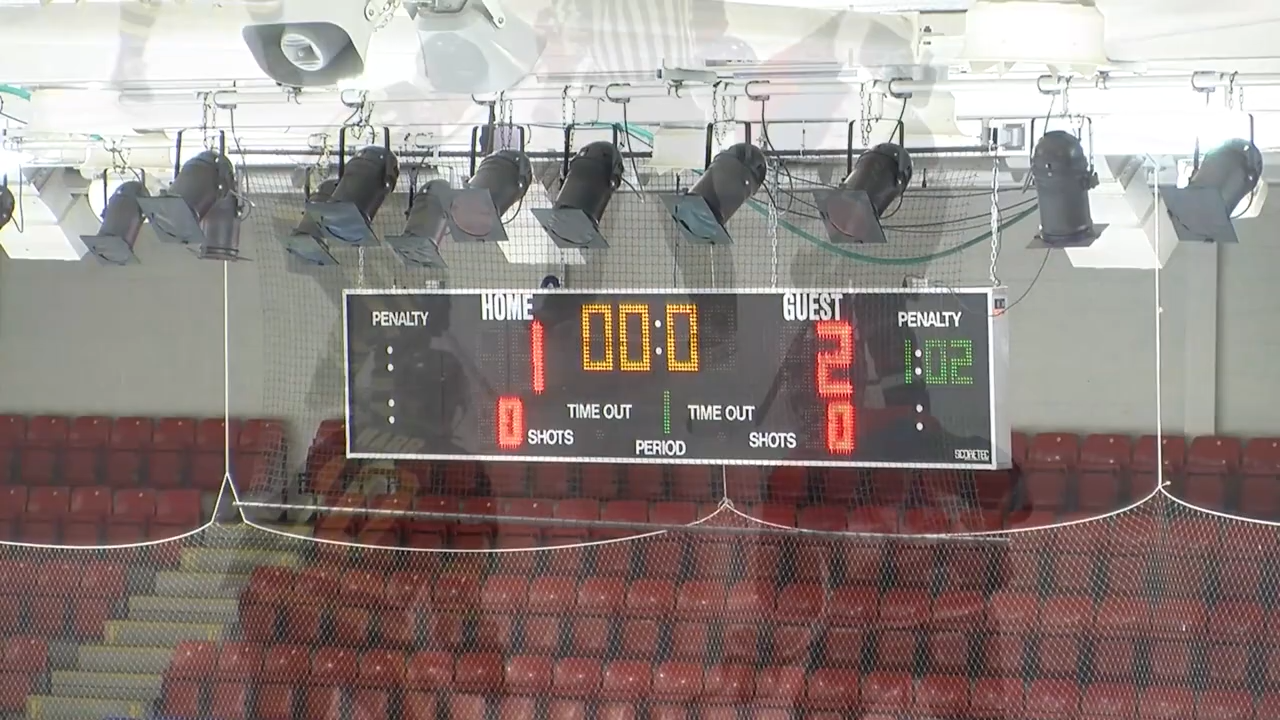 HOME 00:0 GUEST
PENALTY 1 2 PENALTY
: 1:02
0 SHOTS TIME OUT 1 TIME OUT SHOTS 0
: PERIOD :
SCORETEC